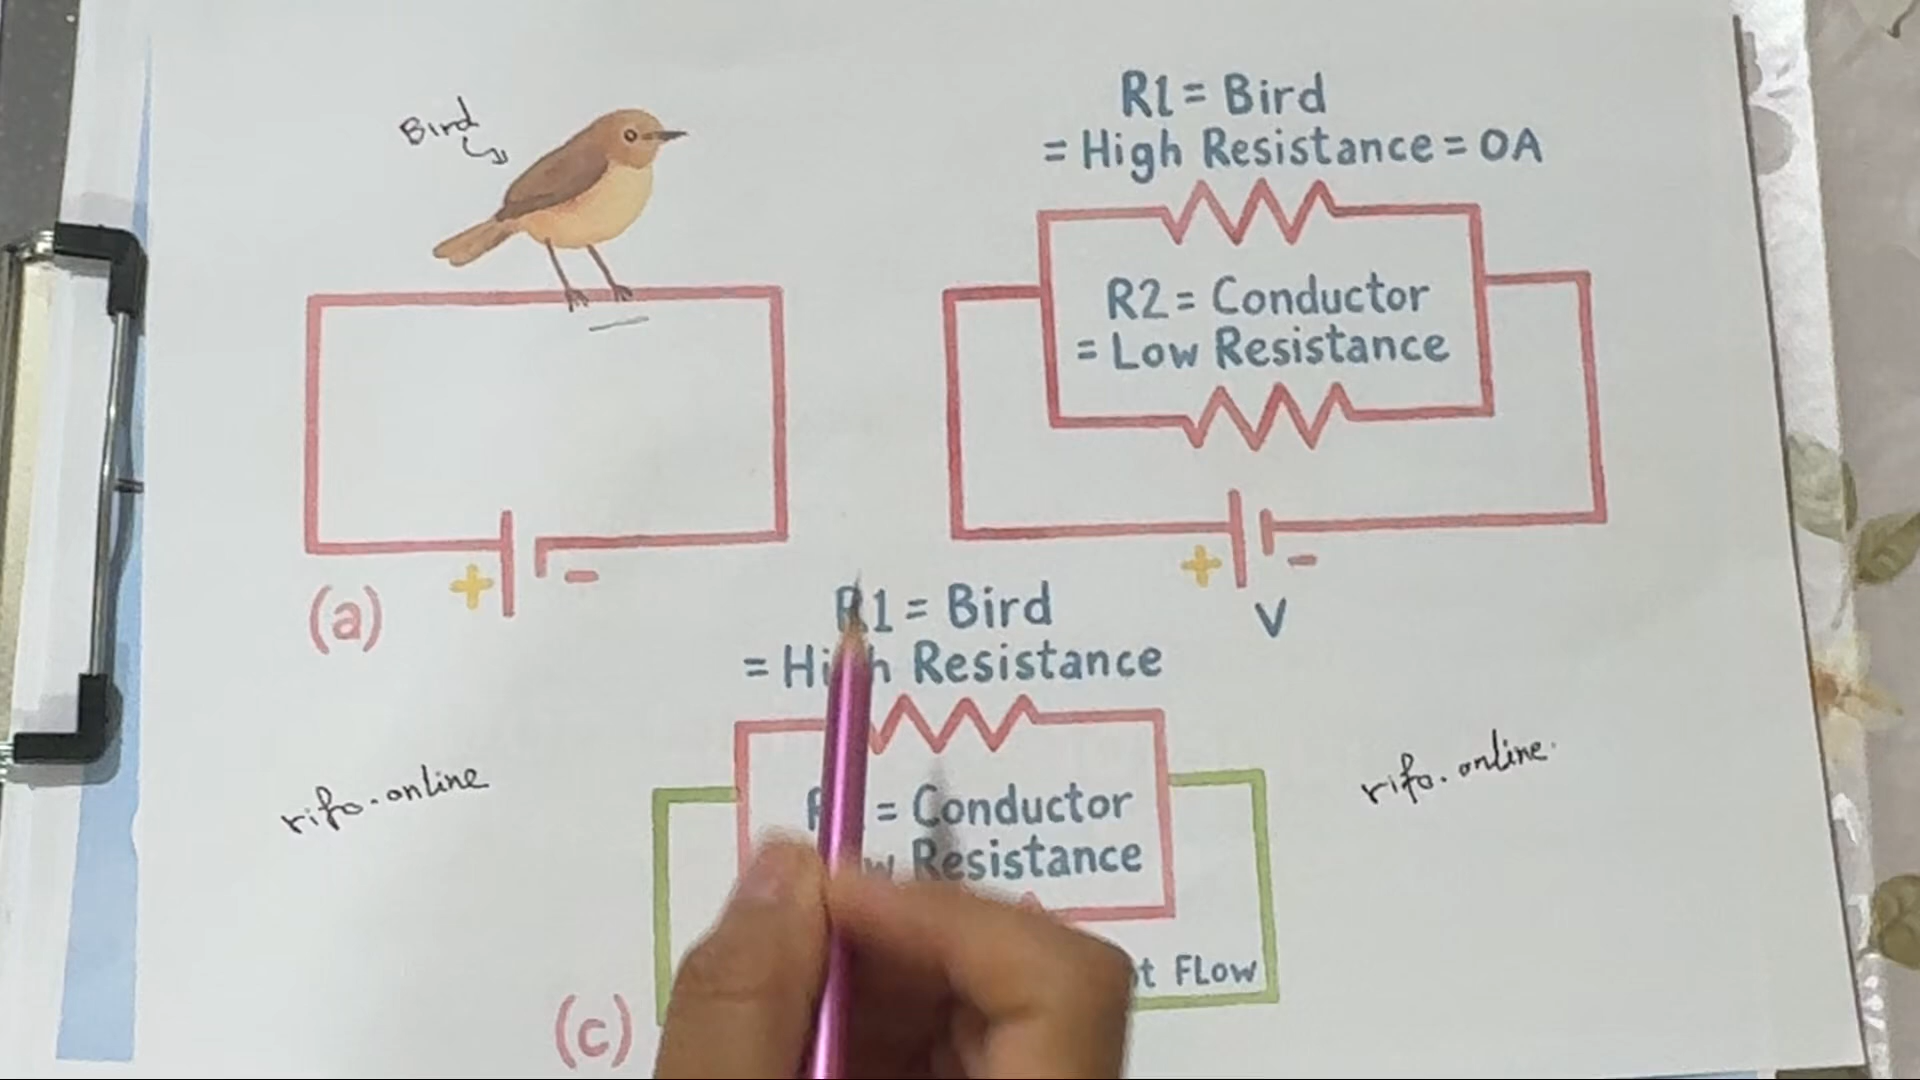 Bird
R1 = Bird
= High Resistance = 0A
R2 = Conductor
= Low Resistance
+ -
(a)
+ -
V
R1 = Bird
= High Resistance
= Conductor
Resistance
Flow
(c)
rifo.online
rifo.online